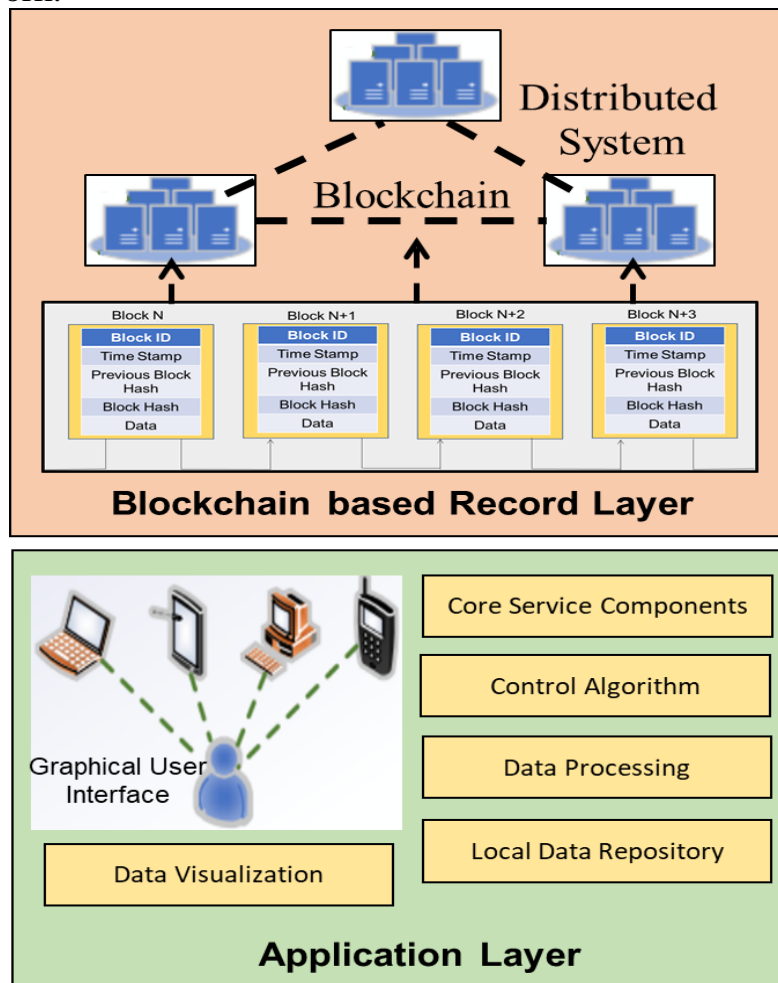 Distributed
System
Blockchain
Block N
Block ID
Time Stamp
Previous Block
Hash
Block Hash
Data
Block N+1
Block ID
Time Stamp
Previous Block
Hash
Block Hash
Data
Block N+2
Block ID
Time Stamp
Previous Block
Hash
Block Hash
Data
Block N+3
Block ID
Time Stamp
Previous Block
Hash
Block Hash
Data
Blockchain based Record Layer
Graphical User
Interface
Data Visualization
Core Service Components
Control Algorithm
Data Processing
Local Data Repository
Application Layer